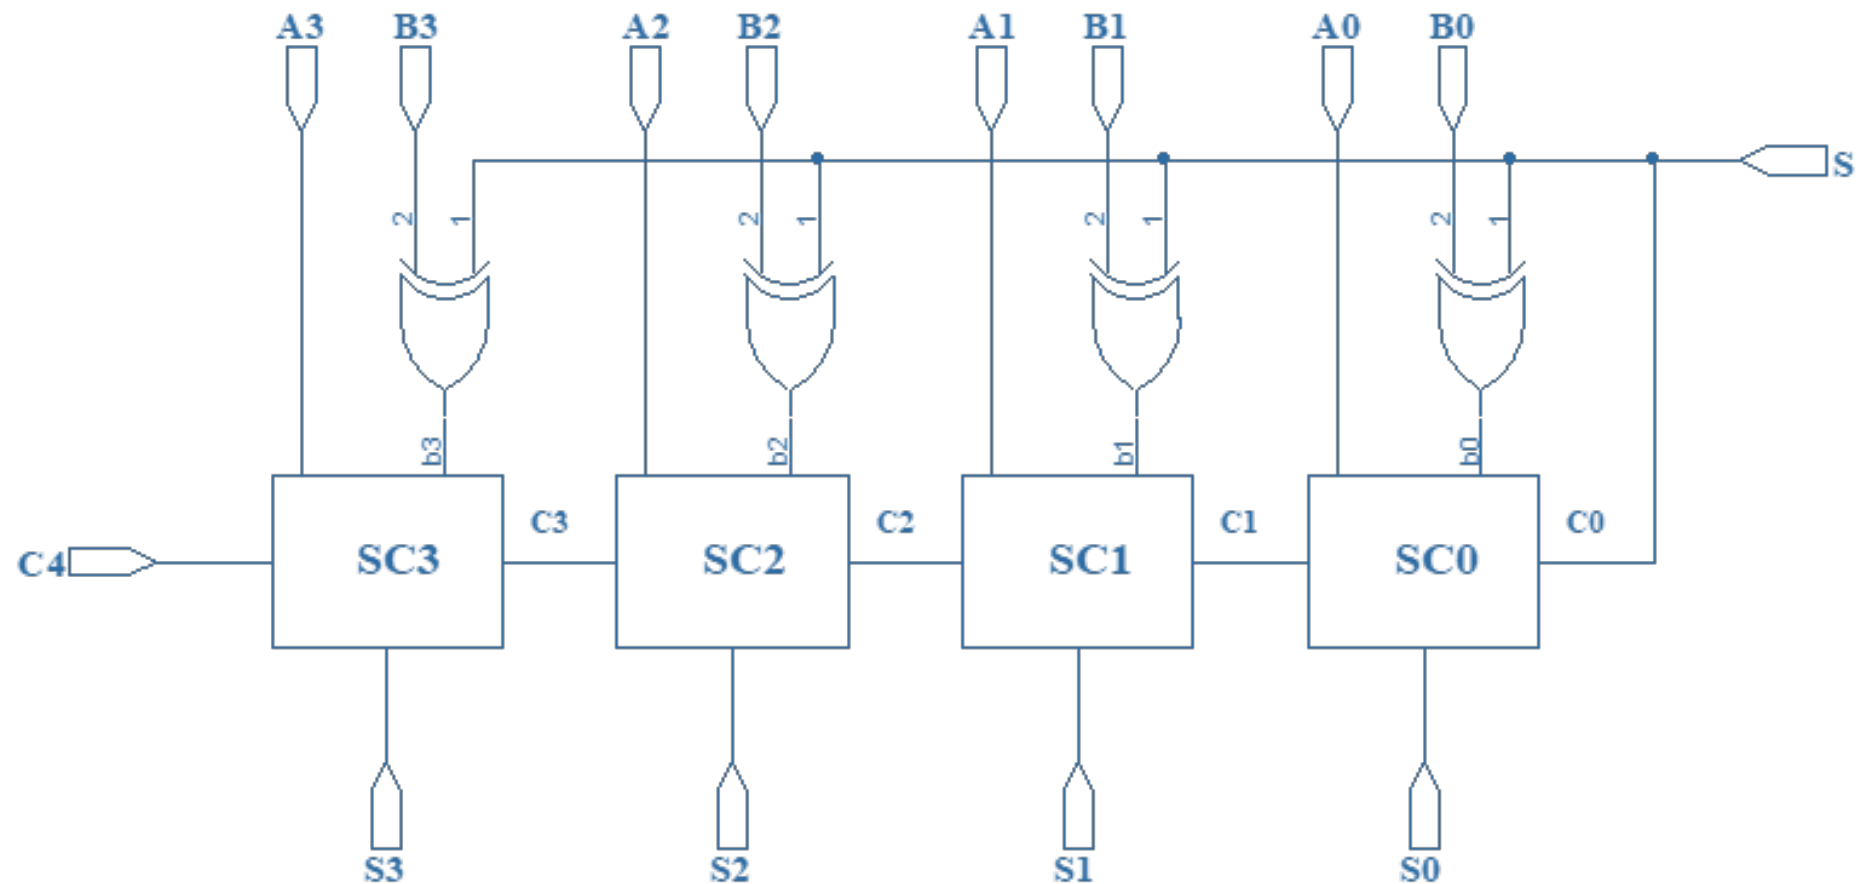 A3 B3 A2 B2 A1 B1 A0 B0
S
2 1 2 1 2 1 2 1
b3 b2 b1 b0
C3 C2 C1 C0
C4 SC3 SC2 SC1 SC0
S3 S2 S1 S0